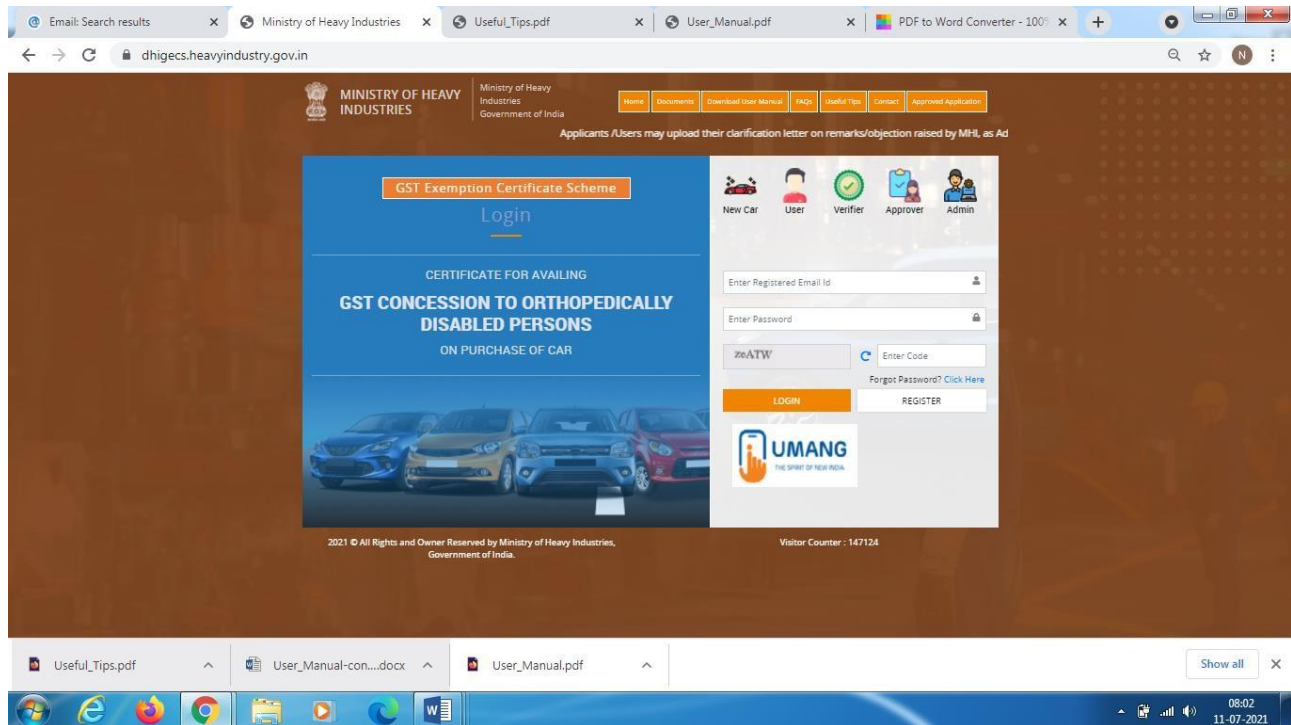 Email: Search results
Ministry of Heavy Industries
Useful_Tips.pdf
User_Manual.pdf
PDF to Word Converter - 100%
dhigecs.heavyindustry.gov.in
N
MINISTRY OF HEAVY
INDUSTRIES
Ministry of Heavy
Industries
Government of India
Home
Documents
Download User Manual
FAQs
Useful Tips
Contact
Approved Application
Applicants /Users may upload their clarification letter on remarks/objection raised by MHI, as Ad
GST Exemption Certificate Scheme
Login
CERTIFICATE FOR AVAILING
GST CONCESSION TO ORTHOPEDICALLY
DISABLED PERSONS
ON PURCHASE OF CAR
New Car
User
Verifier
Approver
Admin
Enter Registered Email Id
Enter Password
zeATW
Enter Code
Forgot Password? Click Here
LOGIN
REGISTER
UMANG
THE SPIRIT OF NEW INDIA
2021 © All Rights and Owner Reserved by Ministry of Heavy Industries,
Government of India.
Visitor Counter : 147124
Useful_Tips.pdf
User_Manual-con....docx
User_Manual.pdf
Show all
08:02
11-07-2021